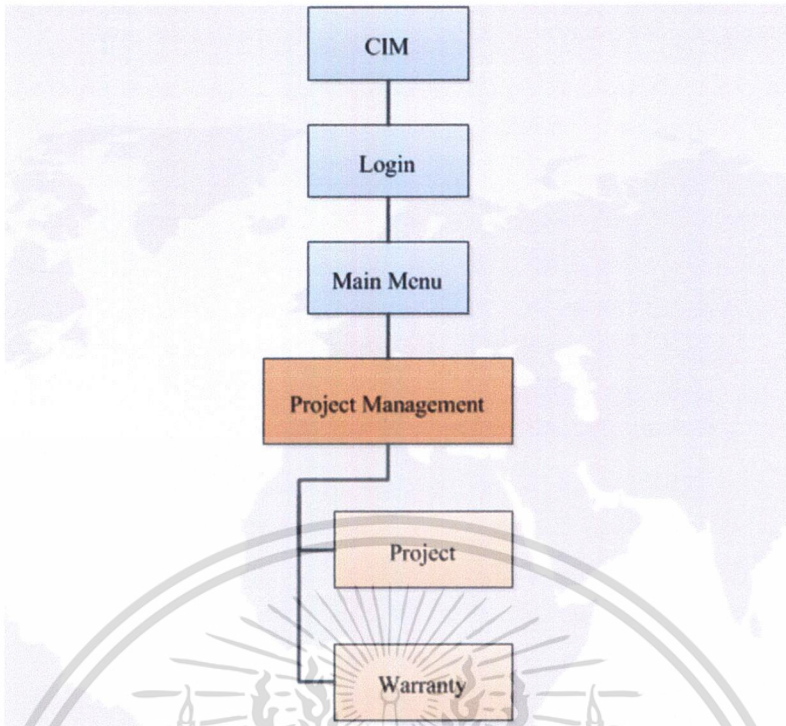 CIM
Login
Main Menu
Project Management
Project
Warranty